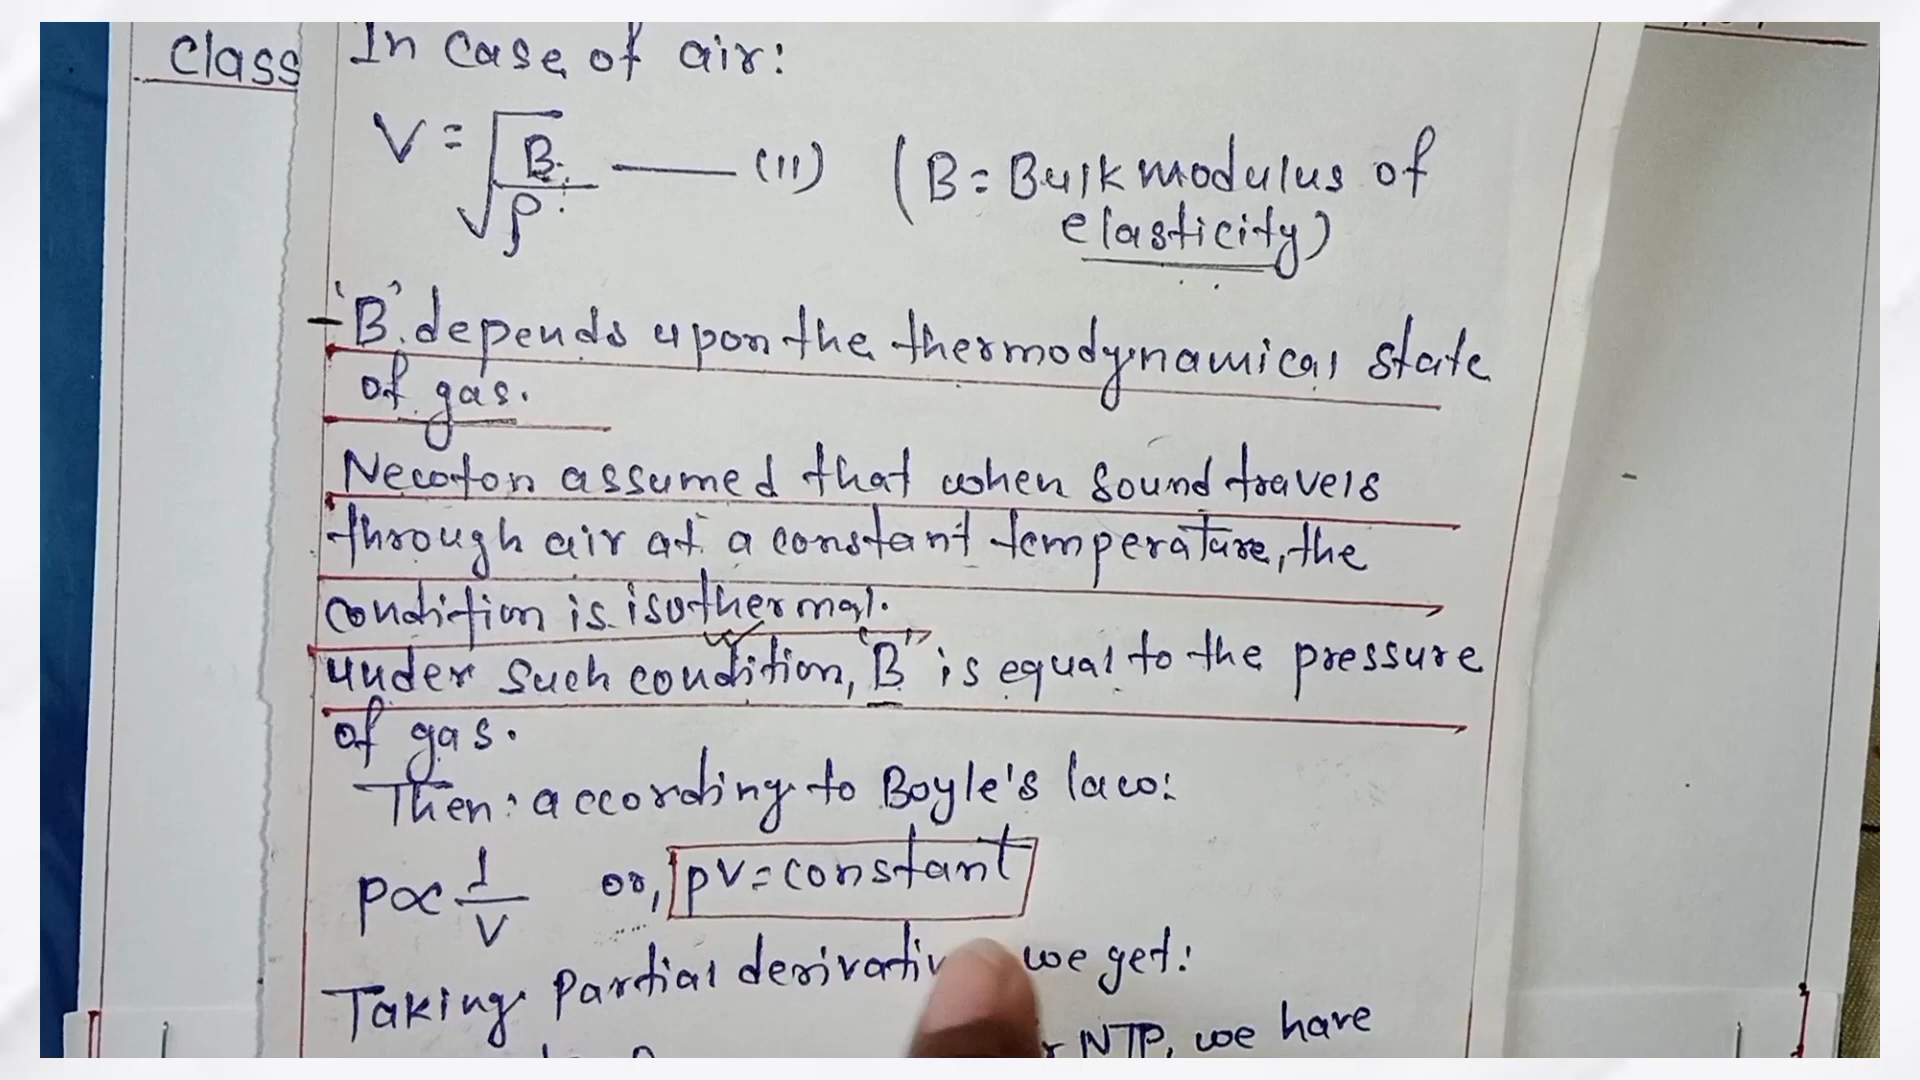 Class
In case of air:
V = √B/ρ —— (II) (B = Bulk modulus of
elasticity)
- 'B' depends upon the thermodynamical state
of gas.
Newton assumed that when sound travels
through air at a constant temperature, the
condition is isothermal.
under such condition, "B" is equal to the pressure
of gas.
Then: according to Boyle's law:
p ∝ 1/V or, pv = constant
Taking partial we get:
NTP, we have